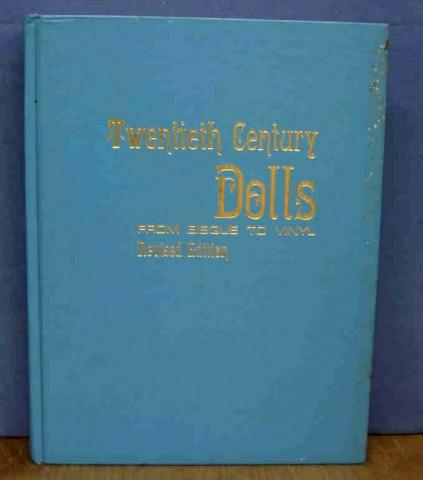 Twentieth Century
Dolls
FROM BISQUE TO VINYL
Revised Edition